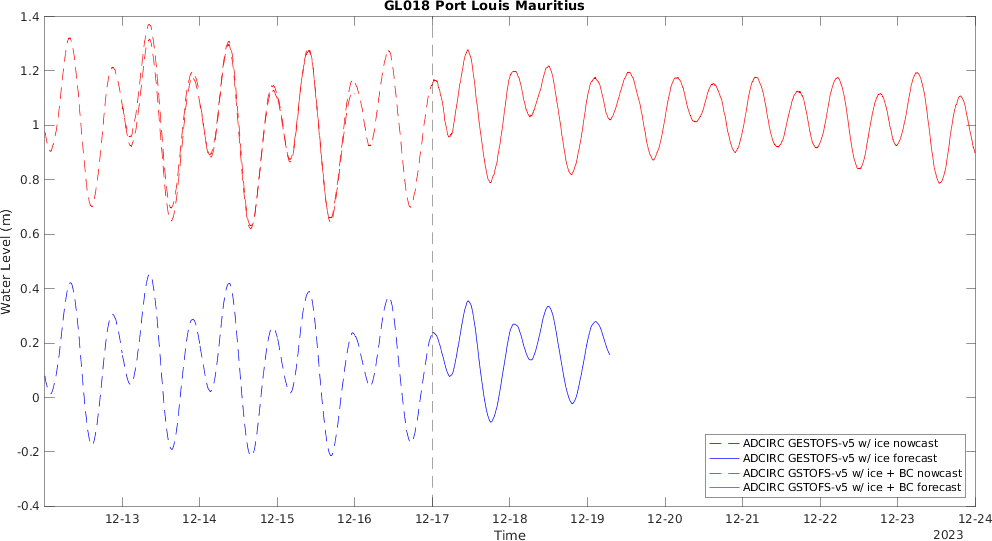 GL018 Port Louis Mauritius
Water Level (m)
1.4
1.2
1
0.8
0.6
0.4
0.2
0
-0.2
-0.4
ADCIRC GESTOFS-v5 w/ ice nowcast
ADCIRC GESTOFS-v5 w/ ice forecast
ADCIRC GSTOFS-v5 w/ ice + BC nowcast
ADCIRC GSTOFS-v5 w/ ice + BC forecast
12-13 12-14 12-15 12-16 12-17 12-18 12-19 12-20 12-21 12-22 12-23 12-24
Time
2023